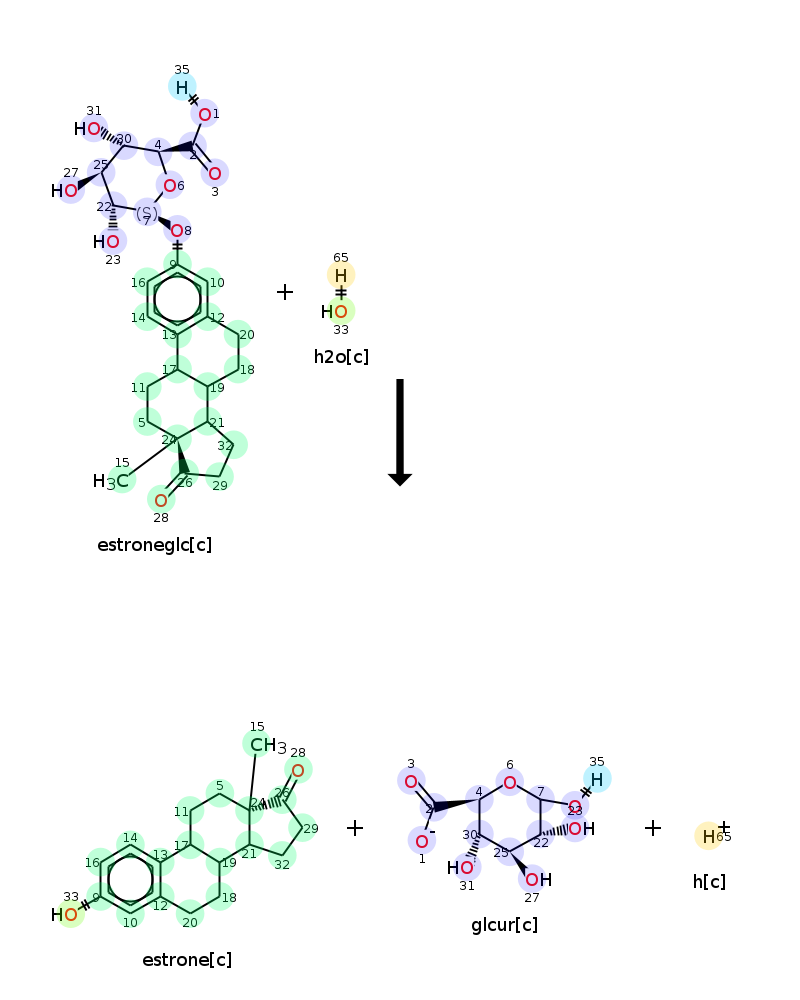 35
H
31
HO
O1
30
4
2
25
27
HO
O6
O
3
22
(S)
7
HO
23
O8
9
16
10
14
12
13
20
17
18
11
19
5
21
24
32
15
H3C
26
29
O
28
estroneglc[c]
+
65
H
HO
33
h2o[c]
15
CH3
28
O
5
24
26
11
29
14
17
21
13
19
32
16
9
18
33
HO
12
10
20
estrone[c]
+
3
O
6
O
35
H
2
4
7
O
23
-
O
1
30
22
OH
25
HO
31
OH
27
glcur[c]
+
H+
65
h[c]